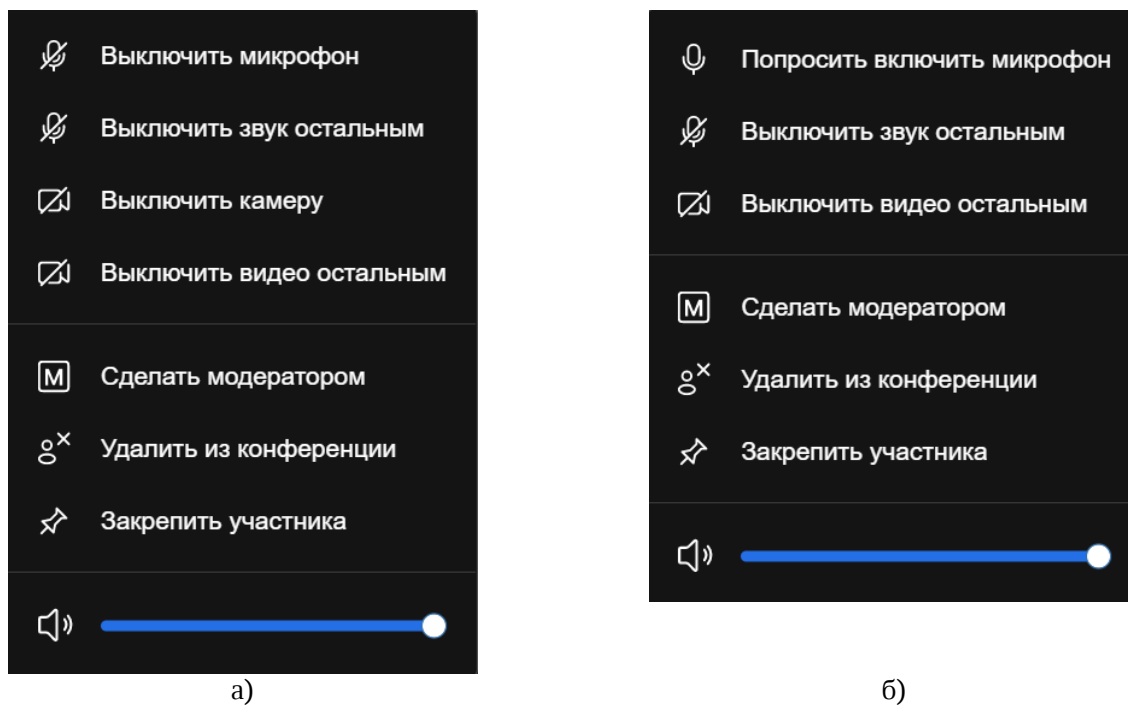 Выключить микрофон
Выключить звук остальным
Выключить камеру
Выключить видео остальным
M Сделать модератором
Удалить из конференции
Закрепить участника
а)
Попросить включить микрофон
Выключить звук остальным
Выключить видео остальным
M Сделать модератором
Удалить из конференции
Закрепить участника
б)